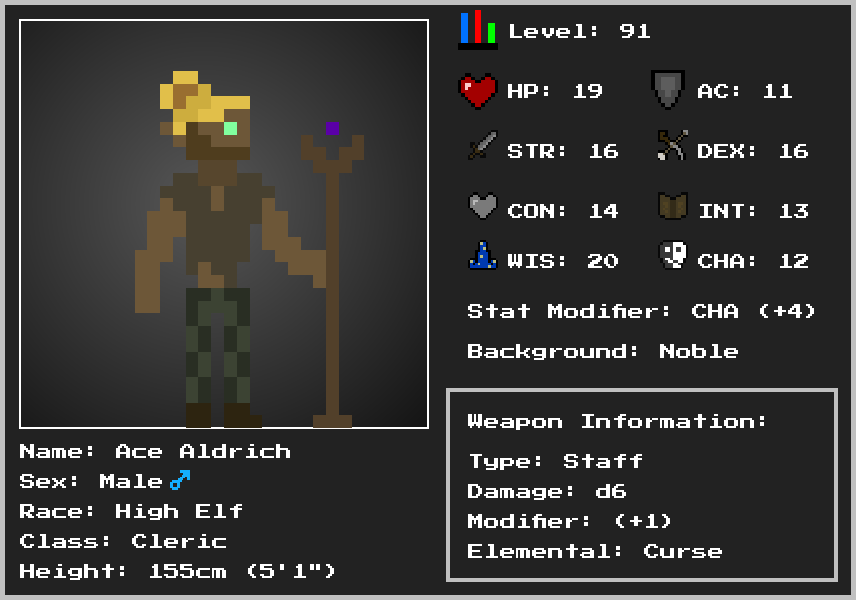 Level: 91
HP: 19 AC: 11
STR: 16 DEX: 16
CON: 14 INT: 13
WIS: 20 CHA: 12
Stat Modifier: CHA (+4)
Background: Noble
Weapon Information:
Type: Staff
Damage: d6
Modifier: (+1)
Elemental: Curse
Name: Ace Aldrich
Sex: Male ♂
Race: High Elf
Class: Cleric
Height: 155cm (5'1")